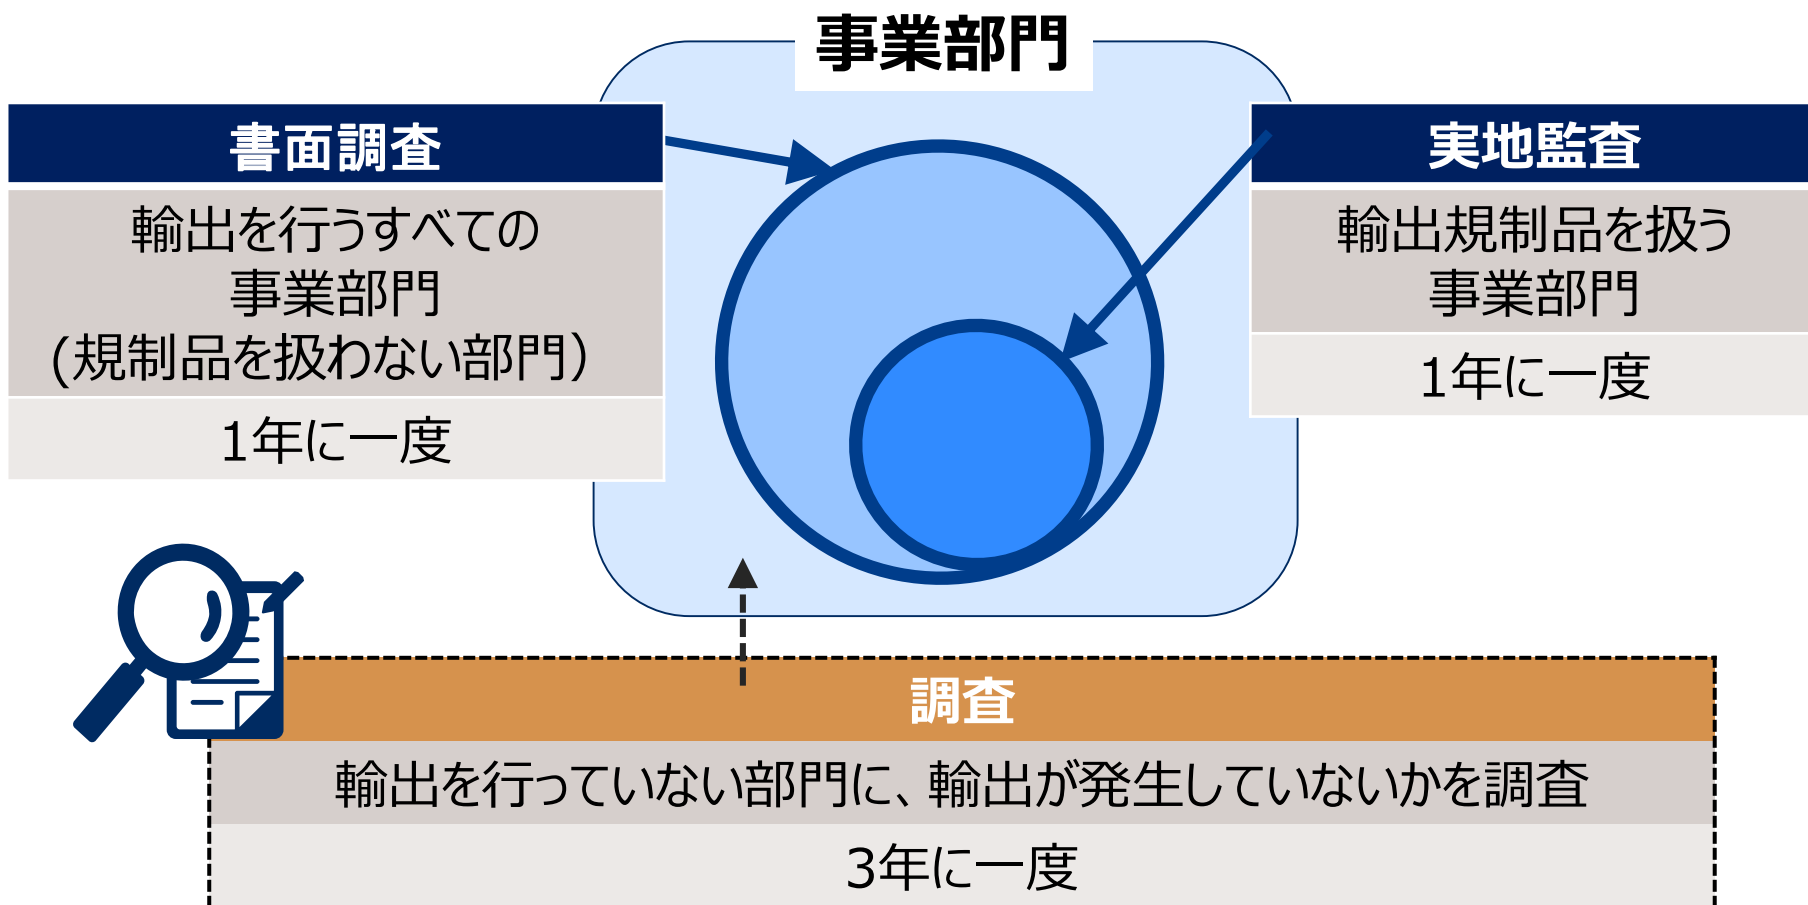 事業部門
書面調査
輸出を行うすべての
事業部門
(規制品を扱わない部門）
1年に一度
実地監査
輸出規制品を扱う
事業部門
1年に一度
調査
輸出を行っていない部門に、輸出が発生していないかを調査
3年に一度